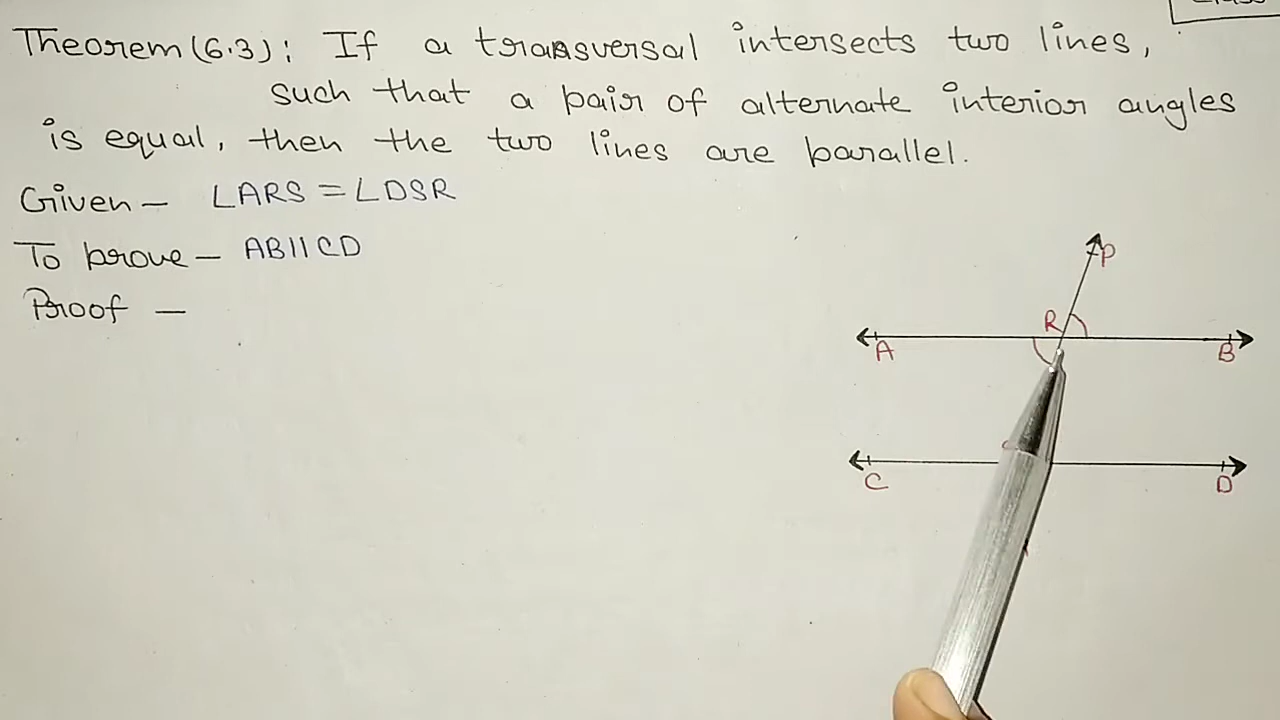 Theorem (6.3): If a transversal intersects two lines,
such that a pair of alternate interior angles
is equal, then the two lines are parallel.
Given – ∠ARS = ∠DSR
To prove – AB||CD
Proof –
P
R
A B
C D